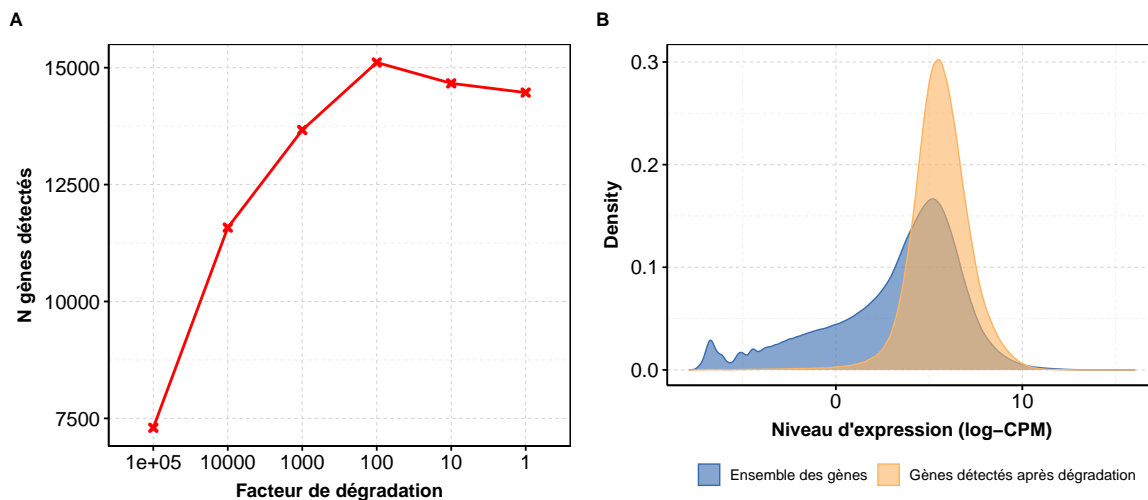 A
N gènes détectés
15000
12500
10000
7500
1e+05 10000 1000 100 10 1
Facteur de dégradation
B
Density
0.3
0.2
0.1
0.0
0 10
Niveau d'expression (log−CPM)
Ensemble des gènes Gènes détectés après dégradation